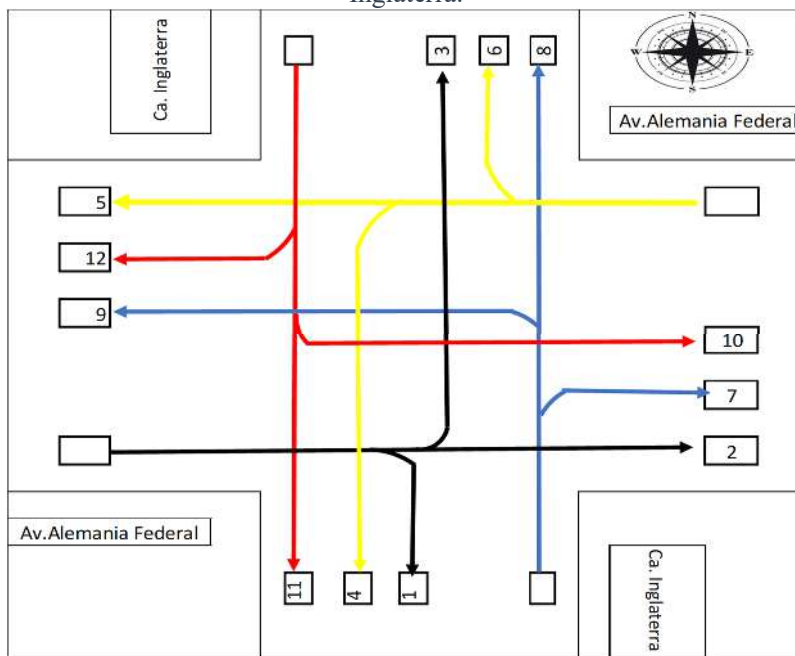 Inglaterra.
Ca. Inglaterra
3
6
8
N
W
E
S
Av.Alemania Federal
5
12
9
10
7
2
Av.Alemania Federal
11
4
1
Ca. Inglaterra